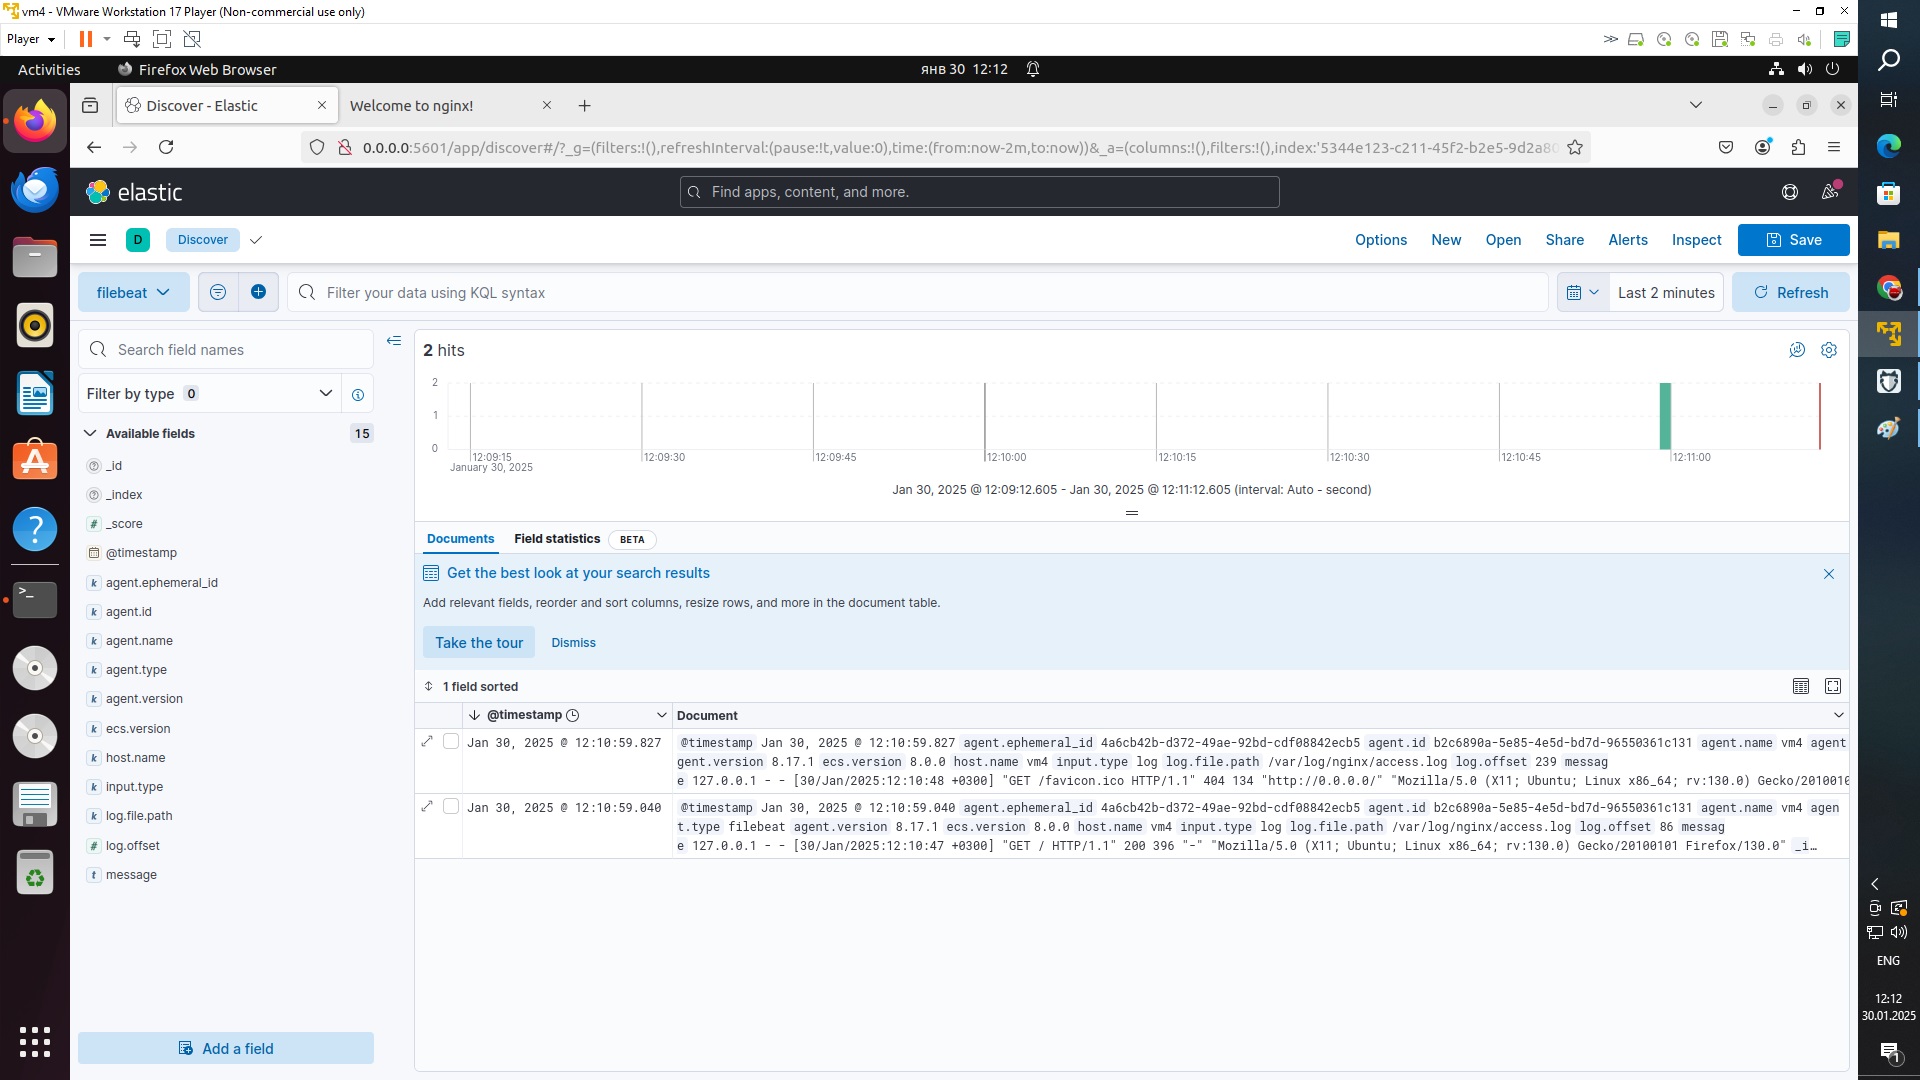 vm4 - VMware Workstation 17 Player (Non-commercial use only)
Player
Activities
Firefox Web Browser
янв 30 12:12
Discover - Elastic
Welcome to nginx!
0.0.0.0:5601/app/discover#/?_g=(filters:!(),refreshInterval:(pause:!t,value:0),time:(from:now-2m,to:now))&_a=(columns:!(),filters:!(),index:'5344e123-c211-45f2-b2e5-9d2a80
elastic
Find apps, content, and more.
D
Discover
Options
New
Open
Share
Alerts
Inspect
Save
filebeat
Filter your data using KQL syntax
Last 2 minutes
Refresh
Search field names
Filter by type 0
Available fields 15
_id
_index
# _score
@timestamp
k agent.ephemeral_id
k agent.id
k agent.name
k agent.type
k agent.version
k ecs.version
k host.name
k input.type
k log.file.path
# log.offset
t message
Add a field
2 hits
2
1
0
12:09:15
January 30, 2025
12:09:30
12:09:45
12:10:00
12:10:15
12:10:30
12:10:45
12:11:00
Jan 30, 2025 @ 12:09:12.605 - Jan 30, 2025 @ 12:11:12.605 (interval: Auto - second)
Documents
Field statistics
BETA
Get the best look at your search results
Add relevant fields, reorder and sort columns, resize rows, and more in the document table.
Take the tour
Dismiss
1 field sorted
@timestamp
Document
Jan 30, 2025 @ 12:10:59.827
@timestamp Jan 30, 2025 @ 12:10:59.827 agent.ephemeral_id 4a6cb42b-d372-49ae-92bd-cdf08842ecb5 agent.id b2c6890a-5e85-4e5d-bd7d-96550361c131 agent.name vm4 agent
gent.version 8.17.1 ecs.version 8.0.0 host.name vm4 input.type log log.file.path /var/log/nginx/access.log log.offset 239 messag
e 127.0.0.1 - - [30/Jan/2025:12:10:48 +0300] "GET /favicon.ico HTTP/1.1" 404 134 "http://0.0.0.0/" "Mozilla/5.0 (X11; Ubuntu; Linux x86_64; rv:130.0) Gecko/2010010
Jan 30, 2025 @ 12:10:59.040
@timestamp Jan 30, 2025 @ 12:10:59.040 agent.ephemeral_id 4a6cb42b-d372-49ae-92bd-cdf08842ecb5 agent.id b2c6890a-5e85-4e5d-bd7d-96550361c131 agent.name vm4 agen
t.type filebeat agent.version 8.17.1 ecs.version 8.0.0 host.name vm4 input.type log log.file.path /var/log/nginx/access.log log.offset 86 messag
e 127.0.0.1 - - [30/Jan/2025:12:10:47 +0300] "GET / HTTP/1.1" 200 396 "-" "Mozilla/5.0 (X11; Ubuntu; Linux x86_64; rv:130.0) Gecko/20100101 Firefox/130.0" _i…
ENG
12:12
30.01.2025
1